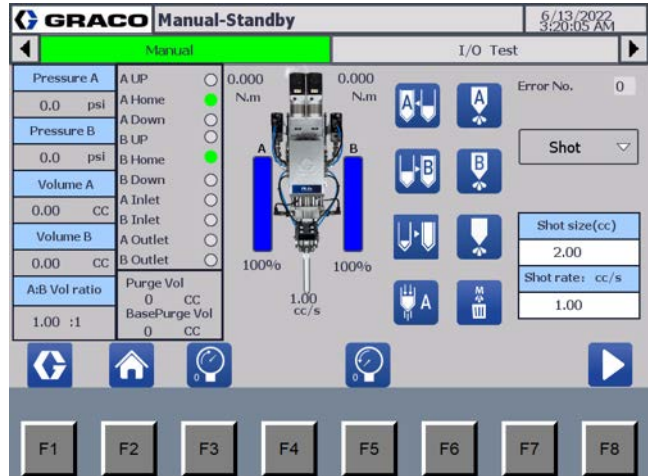 GRACO Manual-Standby 6/13/2022
3:20:05 AM
Manual I/O Test
Pressure A
0.0 psi
Pressure B
0.0 psi
Volume A
0.00 CC
Volume B
0.00 CC
A:B Vol ratio
1.00 :1
A UP
A Home
A Down
B UP
B Home
B Down
A Inlet
B Inlet
A Outlet
B Outlet
Purge Vol
0 CC
BasePurge Vol
0 CC
0.000
N.m
0.000
N.m
A B
100% 100%
1.00
cc/s
A A
B B
A M
Error No. 0
Shot
Shot size(cc)
2.00
Shot rate: cc/s
1.00
0 0
F1 F2 F3 F4 F5 F6 F7 F8